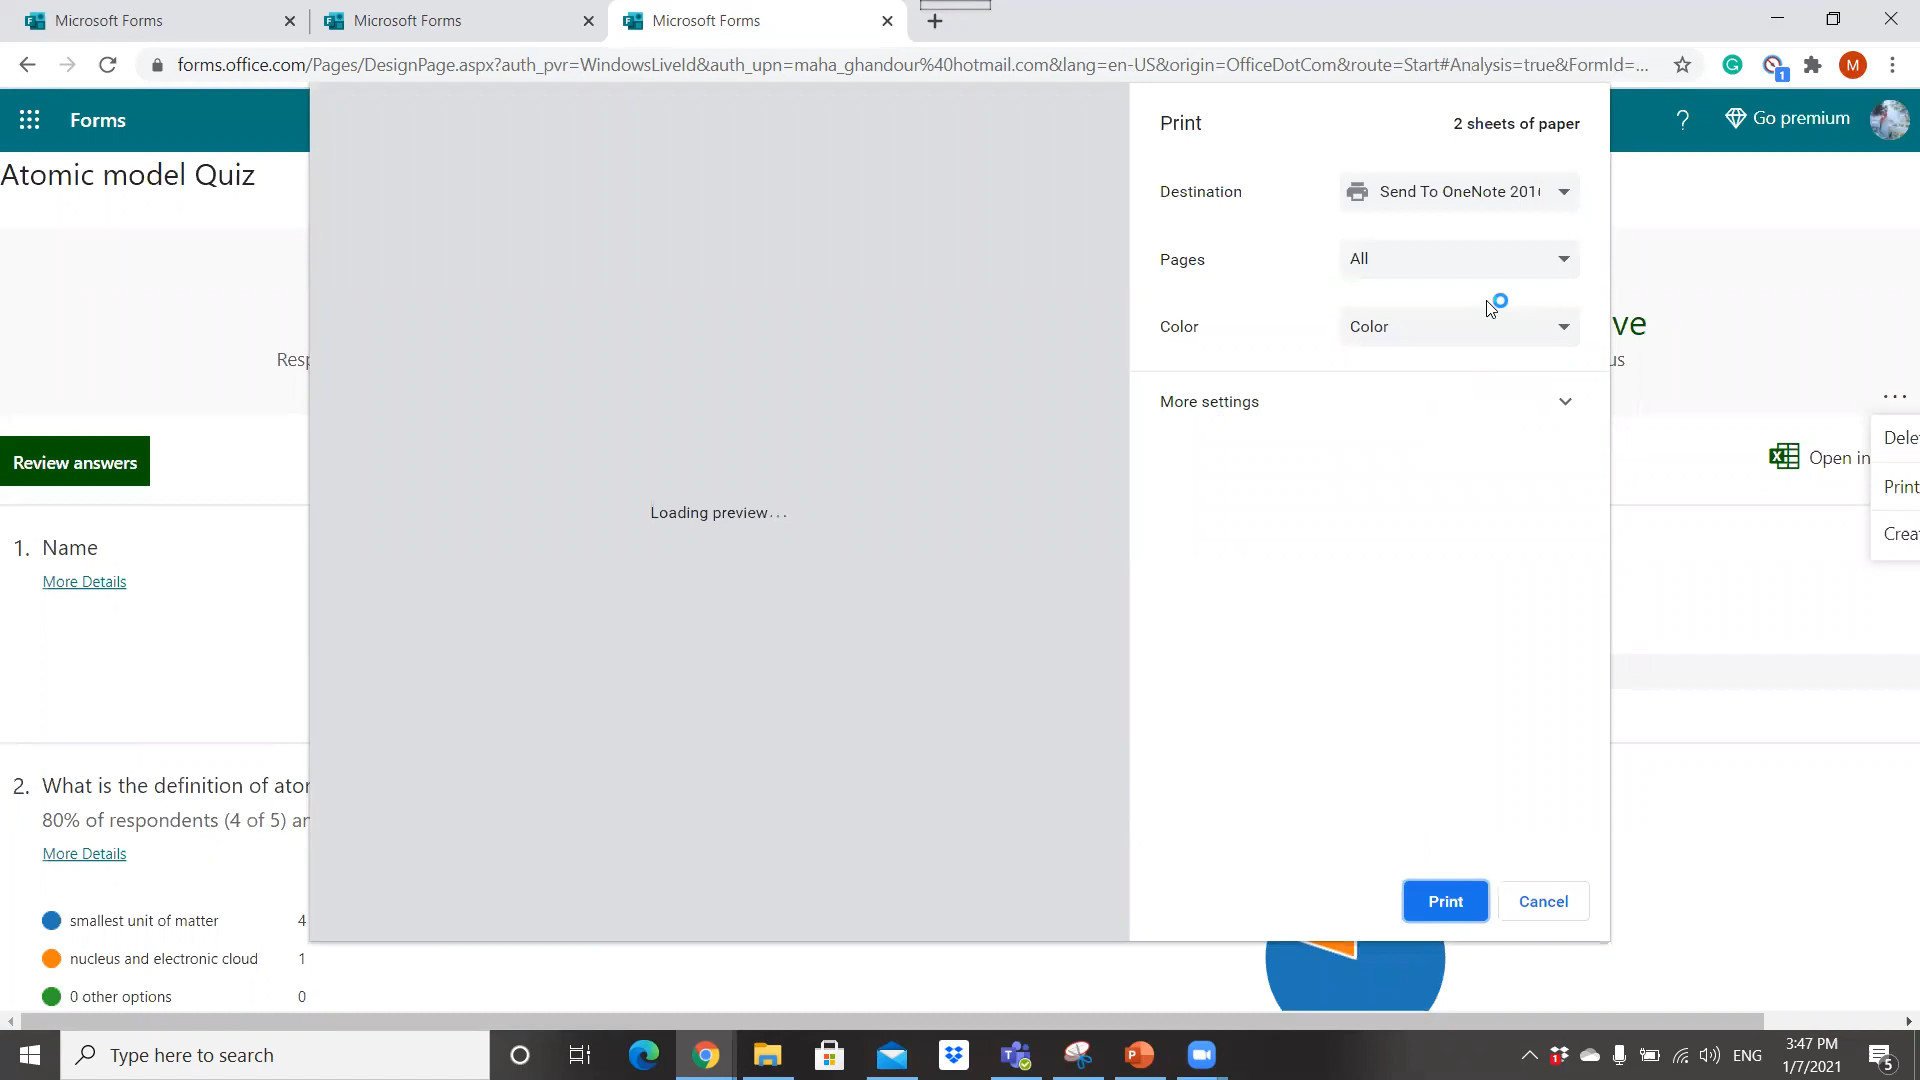 Microsoft Forms
Microsoft Forms
Microsoft Forms
forms.office.com/Pages/DesignPage.aspx?auth_pvr=WindowsLiveId&auth_upn=maha_ghandour%40hotmail.com&lang=en-US&origin=OfficeDotCom&route=Start#Analysis=true&FormId=...
1
M
Forms
?
Go premium
Atomic model Quiz
Resp
ve
us
Review answers
Open in
Dele
Print
Crea
1. Name
More Details
2. What is the definition of ator
80% of respondents (4 of 5) an
More Details
smallest unit of matter 4
nucleus and electronic cloud 1
0 other options 0
Loading preview...
Print
2 sheets of paper
Destination
Send To OneNote 2016
Pages
All
Color
Color
More settings
Print
Cancel
Type here to search
ENG
3:47 PM
1/7/2021
5